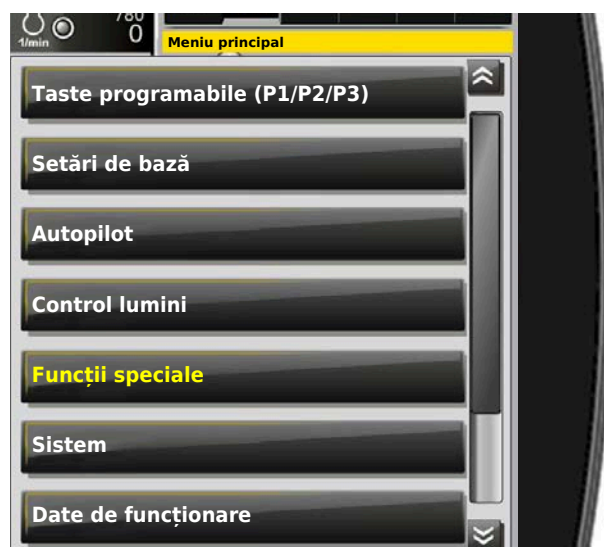 780
1/min
0
Meniu principal
Taste programabile (P1/P2/P3)
Setări de bază
Autopilot
Control lumini
Funcții speciale
Sistem
Date de funcționare